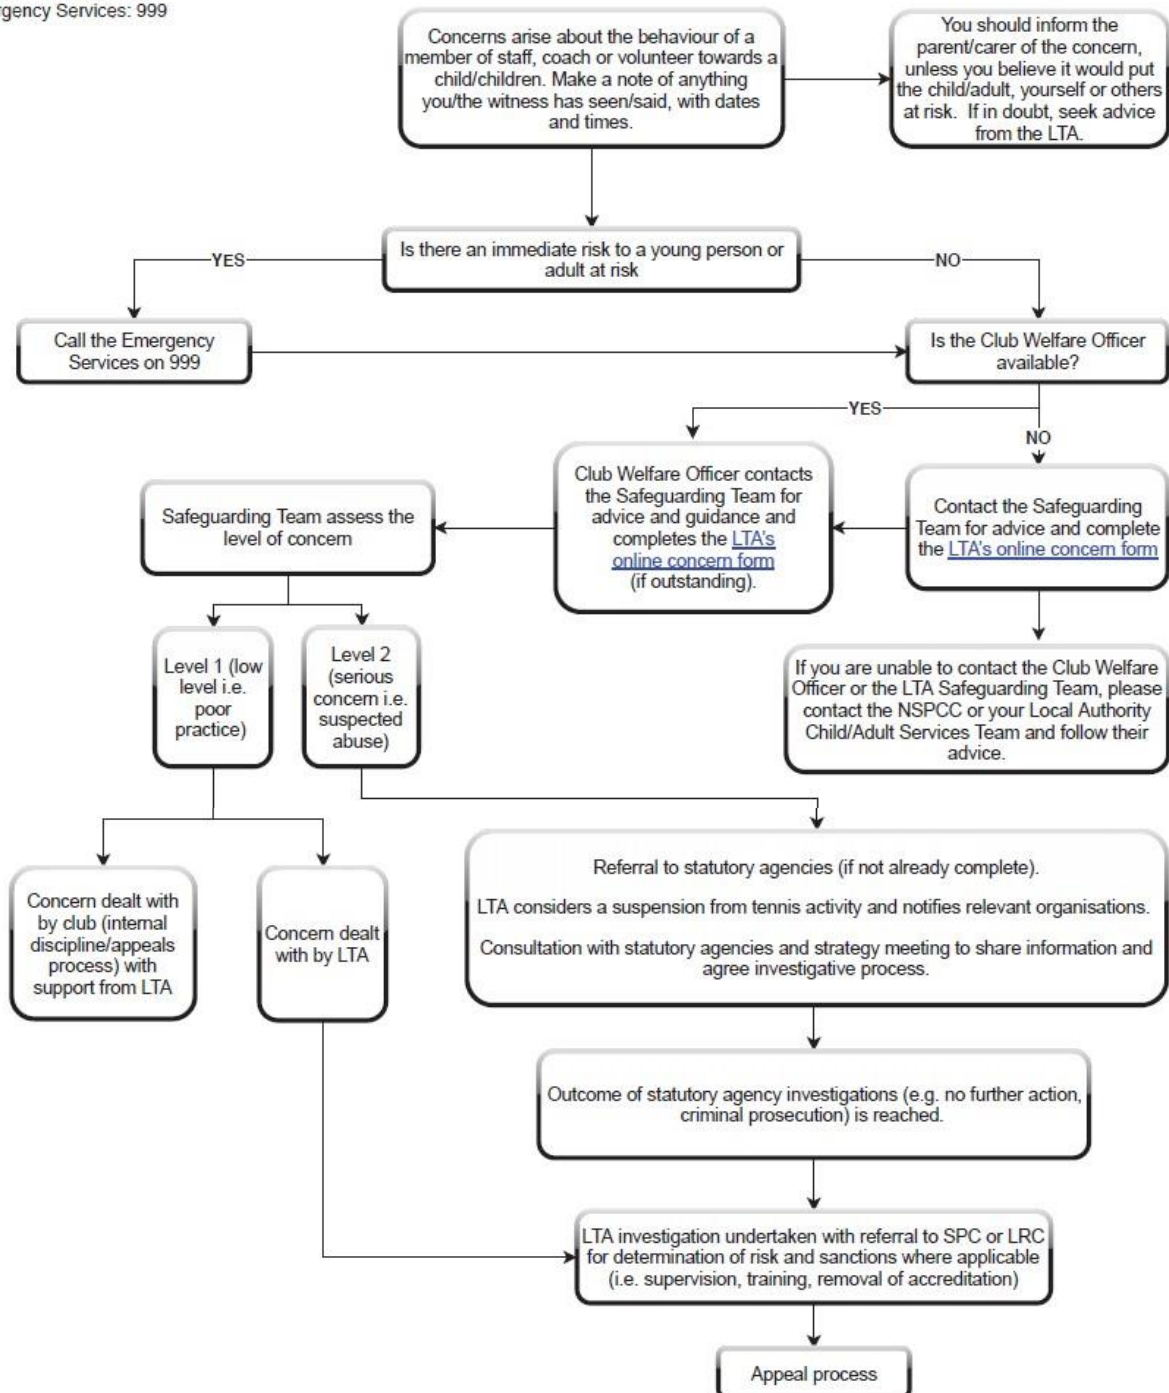 rgency Services: 999
Concerns arise about the behaviour of a
member of staff, coach or volunteer towards a
child/children. Make a note of anything
you/the witness has seen/said, with dates
and times.
You should inform the
parent/carer of the concern,
unless you believe it would put
the child/adult, yourself or others
at risk. If in doubt, seek advice
from the LTA.
Is there an immediate risk to a young person or
adult at risk
YES
NO
Call the Emergency
Services on 999
Is the Club Welfare Officer
available?
YES
NO
Club Welfare Officer contacts
the Safeguarding Team for
advice and guidance and
completes the LTA's
online concern form
(if outstanding).
Contact the Safeguarding
Team for advice and complete
the LTA's online concern form
Safeguarding Team assess the
level of concern
Level 1 (low
level i.e.
poor
practice)
Level 2
(serious
concern i.e.
suspected
abuse)
If you are unable to contact the Club Welfare
Officer or the LTA Safeguarding Team, please
contact the NSPCC or your Local Authority
Child/Adult Services Team and follow their
advice.
Concern dealt with
by club (internal
discipline/appeals
process) with
support from LTA
Concern dealt
with by LTA
Referral to statutory agencies (if not already complete).
LTA considers a suspension from tennis activity and notifies relevant organisations.
Consultation with statutory agencies and strategy meeting to share information and
agree investigative process.
Outcome of statutory agency investigations (e.g. no further action,
criminal prosecution) is reached.
LTA investigation undertaken with referral to SPC or LRC
for determination of risk and sanctions where applicable
(i.e. supervision, training, removal of accreditation)
Appeal process